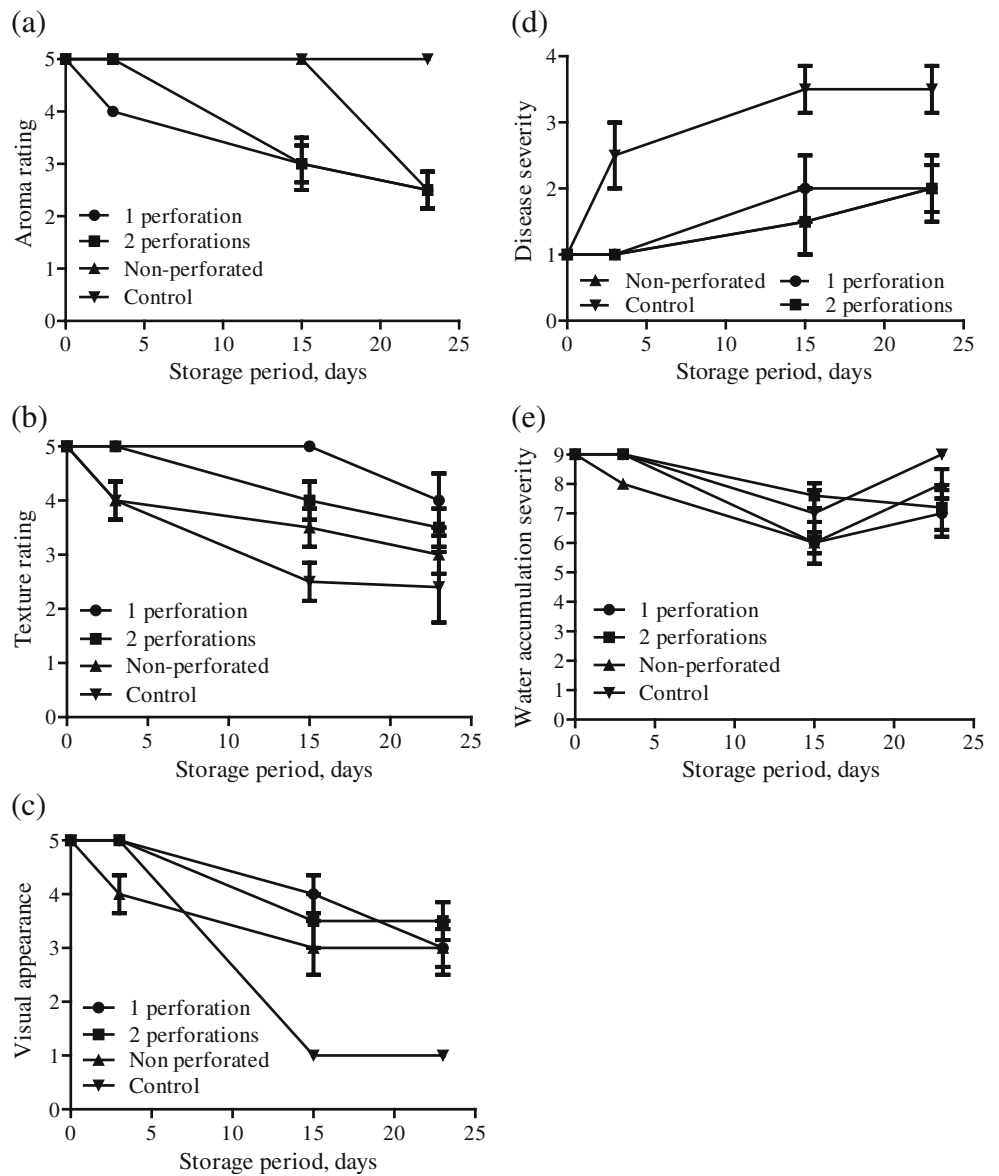 (a)
Aroma rating
5
4
3
2
1
0
1 perforation
2 perforations
Non-perforated
Control
0 5 10 15 20 25
Storage period, days
(b)
Texture rating
5
4
3
2
1
0
1 perforation
2 perforations
Non-perforated
Control
0 5 10 15 20 25
Storage period, days
(c)
Visual appearance
5
4
3
2
1
0
1 perforation
2 perforations
Non perforated
Control
0 5 10 15 20 25
Storage period, days
(d)
Disease severity
4
3
2
1
0
Non-perforated 1 perforation
Control 2 perforations
0 5 10 15 20 25
Storage period, days
(e)
Water accumulation severity
9
8
7
6
5
4
3
2
1
0
1 perforation
2 perforations
Non-perforated
Control
0 5 10 15 20 25
Storage period, days